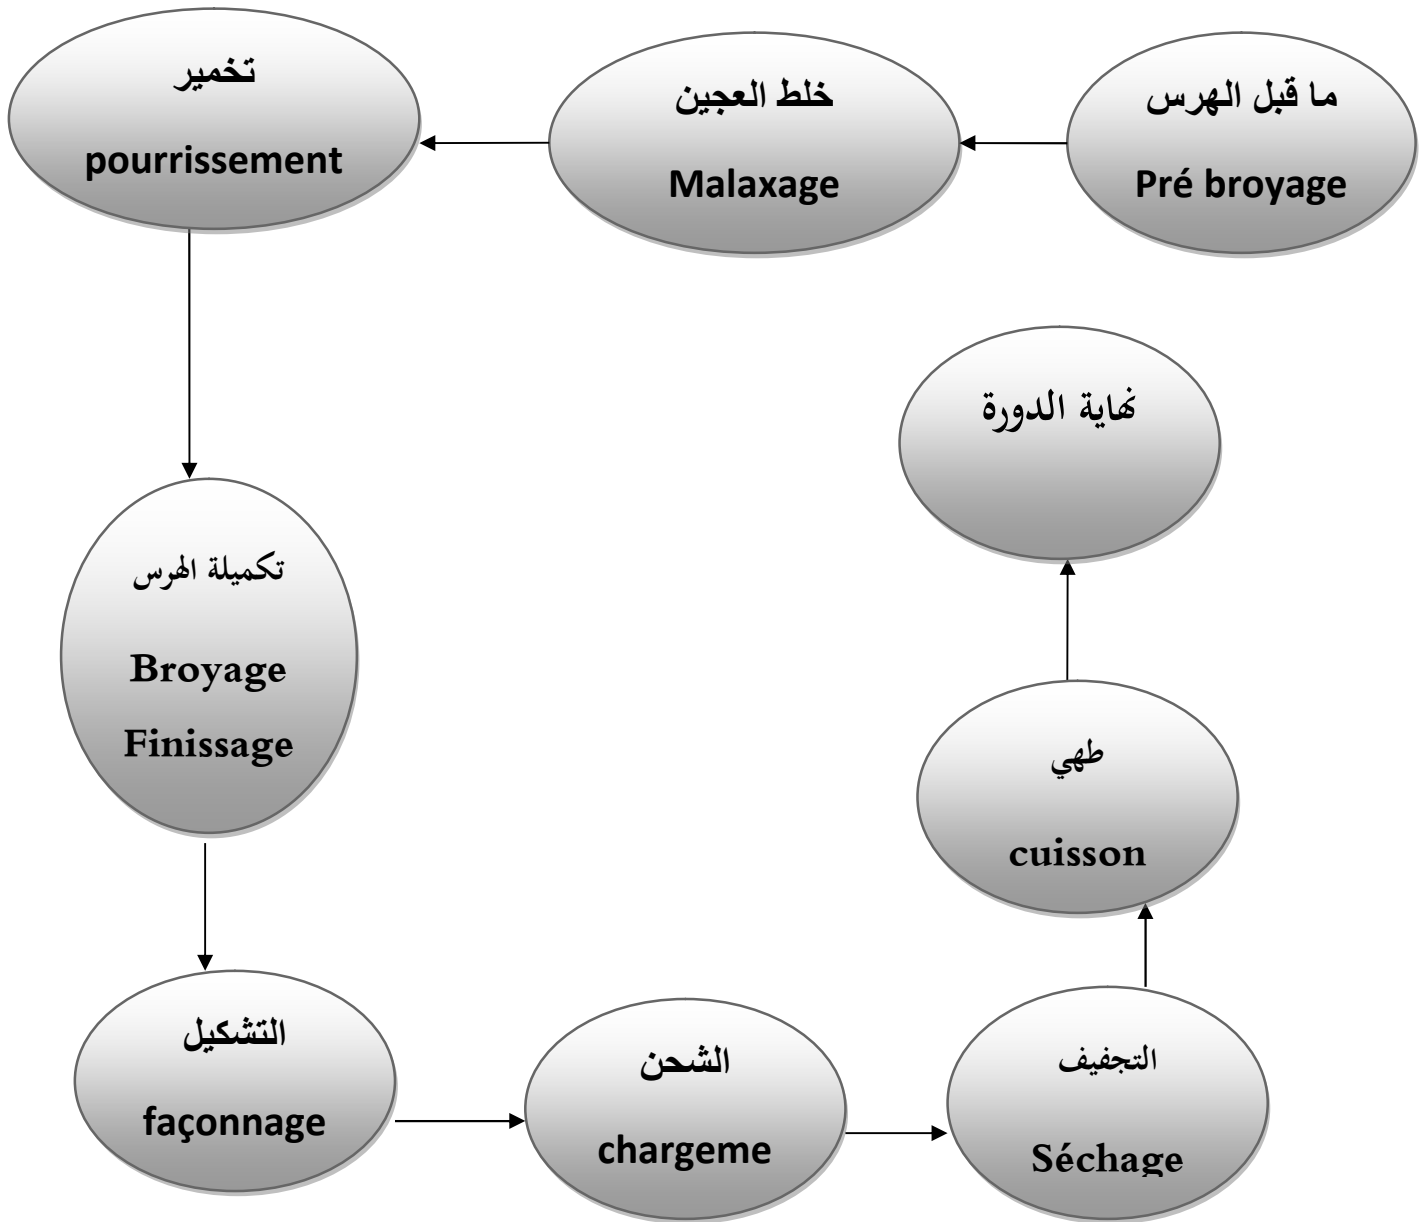 ما قبل الهرس
Pré broyage
خلط العجين
Malaxage
تخمير
pourrissement
تكميلة الهرس
Broyage
Finissage
التشكيل
façonnage
الشحن
chargeme
التجفيف
Séchage
طهي
cuisson
نهاية الدورة